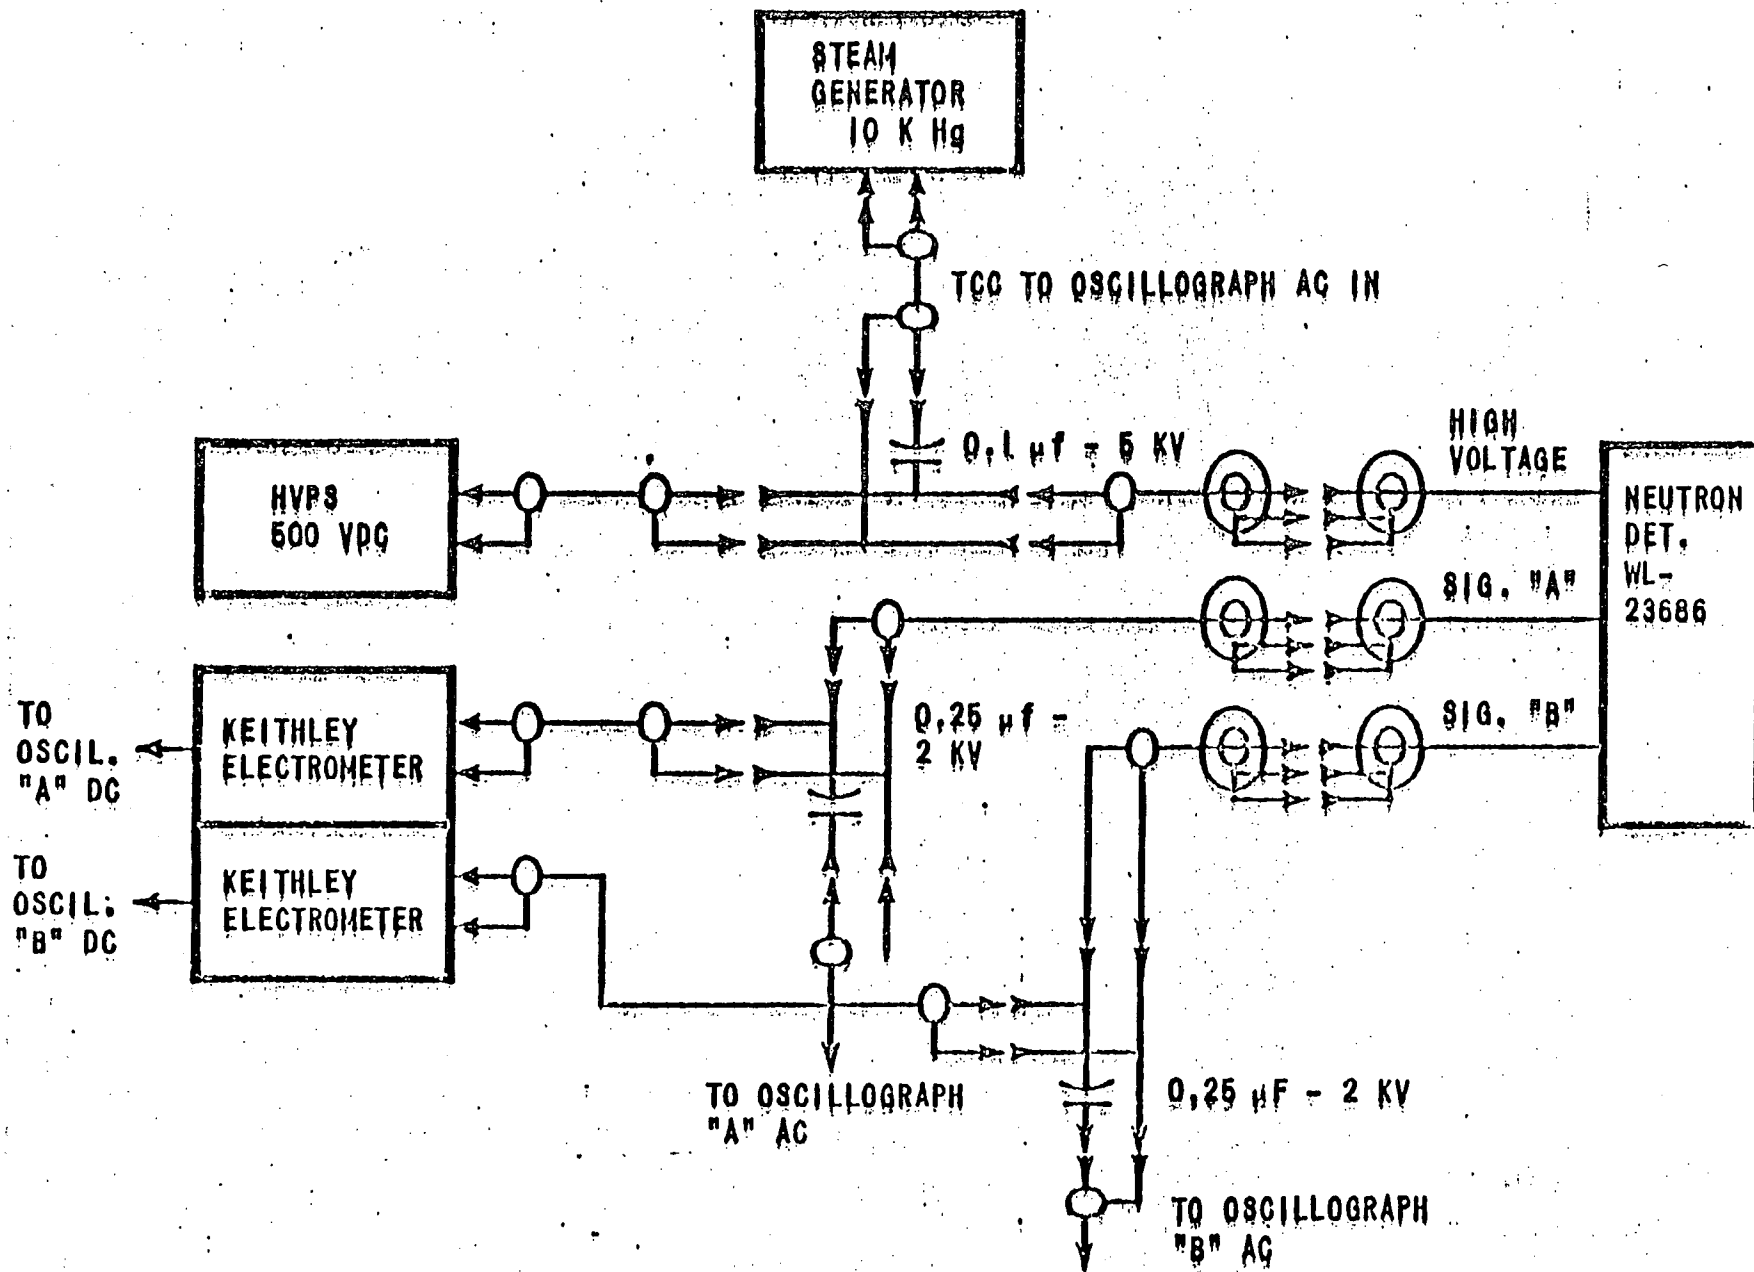 STEAM
GENERATOR
10 K Hg
TCC TO OSCILLOGRAPH AC IN
0.1 µf - 5 KV
HIGH
VOLTAGE
HVPS
500 VDC
NEUTRON
DET.
WL-
23686
SIG. "A"
SIG. "B"
TO
OSCIL.
"A" DC
KEITHLEY
ELECTROMETER
0.25 µf -
2 KV
TO
OSCIL.
"B" DC
KEITHLEY
ELECTROMETER
TO OSCILLOGRAPH
"A" AC
0.25 µF - 2 KV
TO OSCILLOGRAPH
"B" AC